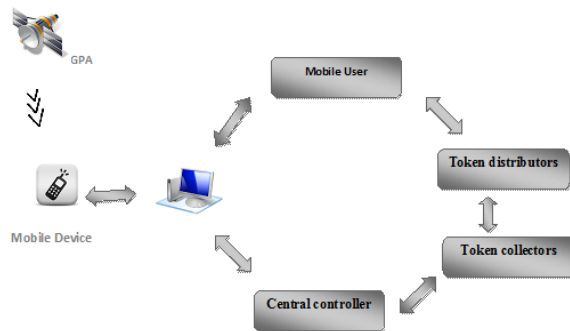 GPA
Mobile User
Token distributors
Mobile Device
Token collectors
Central controller